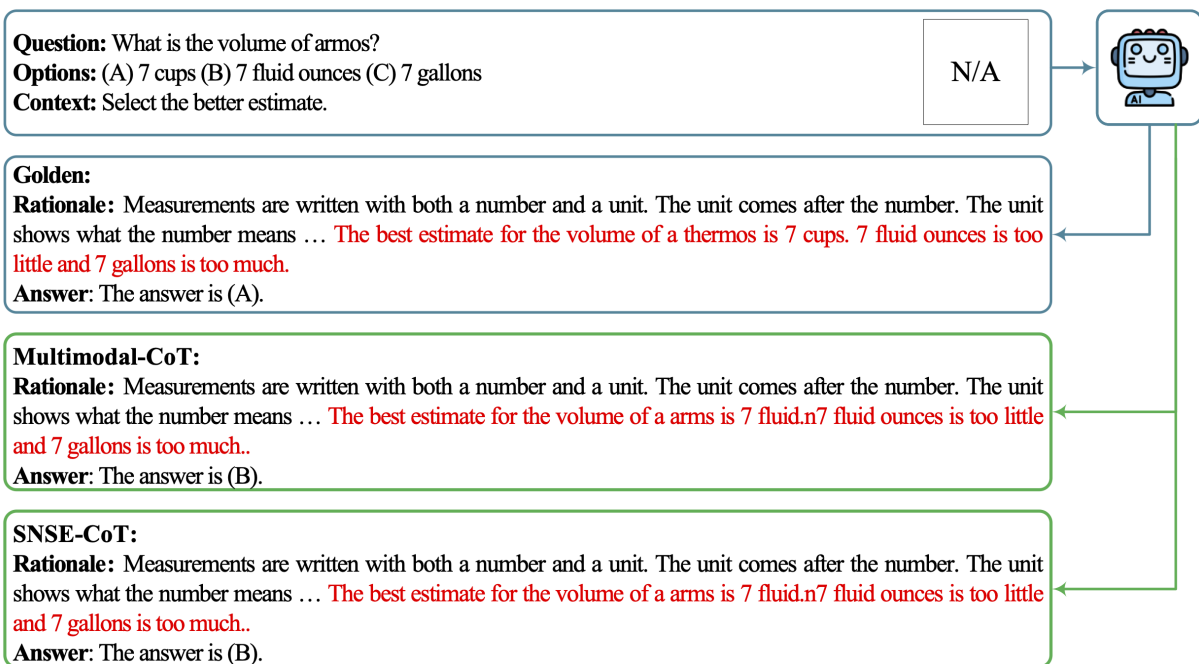 Question: What is the volume of armos?
Options: (A) 7 cups (B) 7 fluid ounces (C) 7 gallons
Context: Select the better estimate.
N/A
AI
Golden:
Rationale: Measurements are written with both a number and a unit. The unit comes after the number. The unit
shows what the number means … The best estimate for the volume of a thermos is 7 cups. 7 fluid ounces is too
little and 7 gallons is too much.
Answer: The answer is (A).
Multimodal-CoT:
Rationale: Measurements are written with both a number and a unit. The unit comes after the number. The unit
shows what the number means … The best estimate for the volume of a arms is 7 fluid.n7 fluid ounces is too little
and 7 gallons is too much..
Answer: The answer is (B).
SNSE-CoT:
Rationale: Measurements are written with both a number and a unit. The unit comes after the number. The unit
shows what the number means … The best estimate for the volume of a arms is 7 fluid.n7 fluid ounces is too little
and 7 gallons is too much..
Answer: The answer is (B).